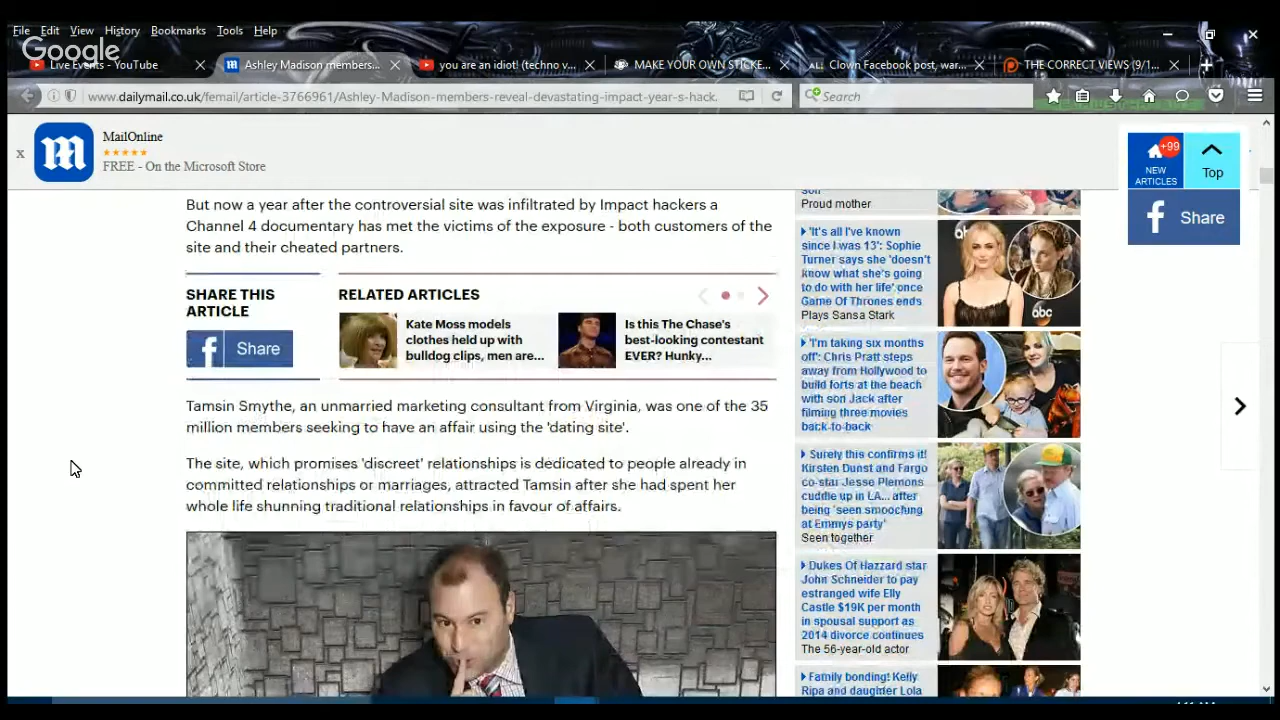 File Edit View History Bookmarks Tools Help
Google
Live Events - YouTube
Ashley Madison members...
you are an idiot! (techno v...
MAKE YOUR OWN STICKE...
Clown Facebook post, war...
THE CORRECT VIEWS (9/1...
www.dailymail.co.uk/femail/article-3766961/Ashley-Madison-members-reveal-devastating-impact-year-s-hack.
Search
x
MailOnline
FREE - On the Microsoft Store
+99
NEW
ARTICLES
Top
Share
But now a year after the controversial site was infiltrated by Impact hackers a
Channel 4 documentary has met the victims of the exposure - both customers of the
site and their cheated partners.
SHARE THIS
ARTICLE
Share
RELATED ARTICLES
Kate Moss models
clothes held up with
bulldog clips, men are...
Is this The Chase's
best-looking contestant
EVER? Hunky...
Tamsin Smythe, an unmarried marketing consultant from Virginia, was one of the 35
million members seeking to have an affair using the 'dating site'.
The site, which promises 'discreet' relationships is dedicated to people already in
committed relationships or marriages, attracted Tamsin after she had spent her
whole life shunning traditional relationships in favour of affairs.
son
Proud mother
'It's all I've known
since I was 13': Sophie
Turner says she 'doesn't
know what she's going
to do with her life' once
Game Of Thrones ends
Plays Sansa Stark
abc
'I'm taking six months
off': Chris Pratt steps
away from Hollywood to
build forts at the beach
with son Jack after
filming three movies
back-to-back
Surely this confirms it!
Kirsten Dunst and Fargo
co-star Jesse Plemons
cuddle up in LA... after
being 'seen smooching
at Emmys party'
Seen together
Dukes Of Hazzard star
John Schneider to pay
estranged wife Elly
Castle $19K per month
in spousal support as
2014 divorce continues
The 56-year-old actor
Family bonding! Kelly
Ripa and daughter Lola